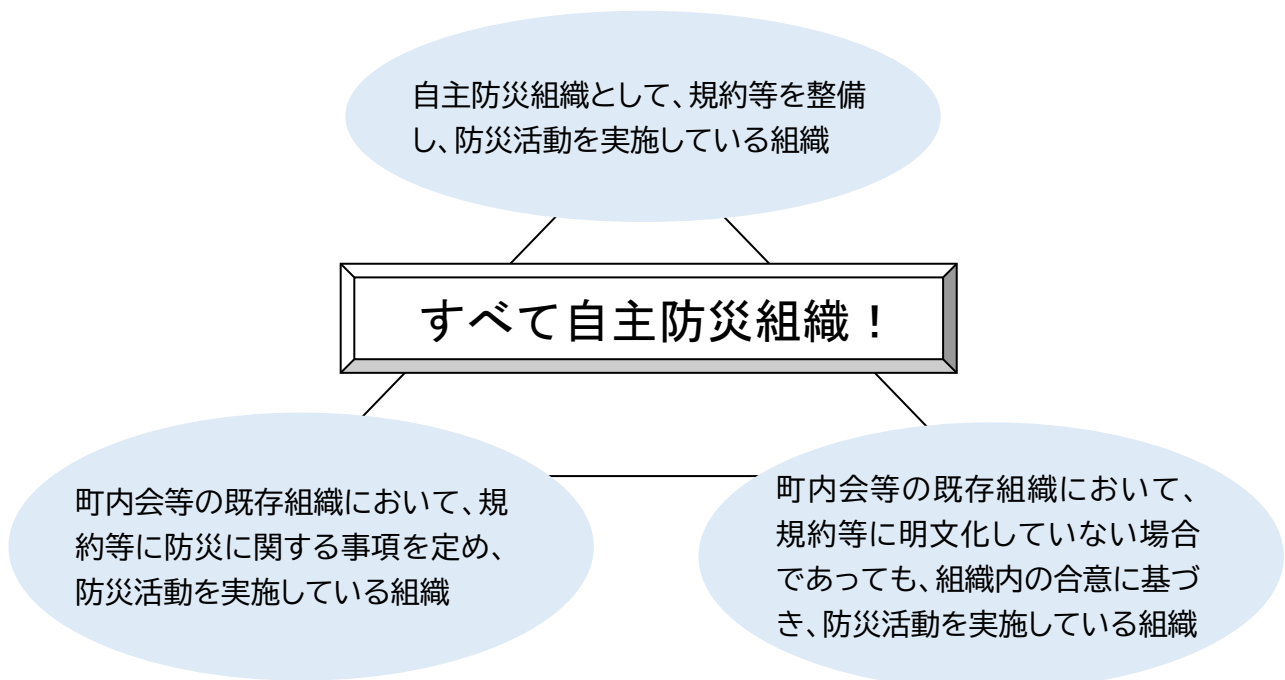 自主防災組織として、規約等を整備
し、防災活動を実施している組織
すべて自主防災組織！
町内会等の既存組織において、規
約等に防災に関する事項を定め、
防災活動を実施している組織
町内会等の既存組織において、
規約等に明文化していない場合
であっても、組織内の合意に基づ
き、防災活動を実施している組織